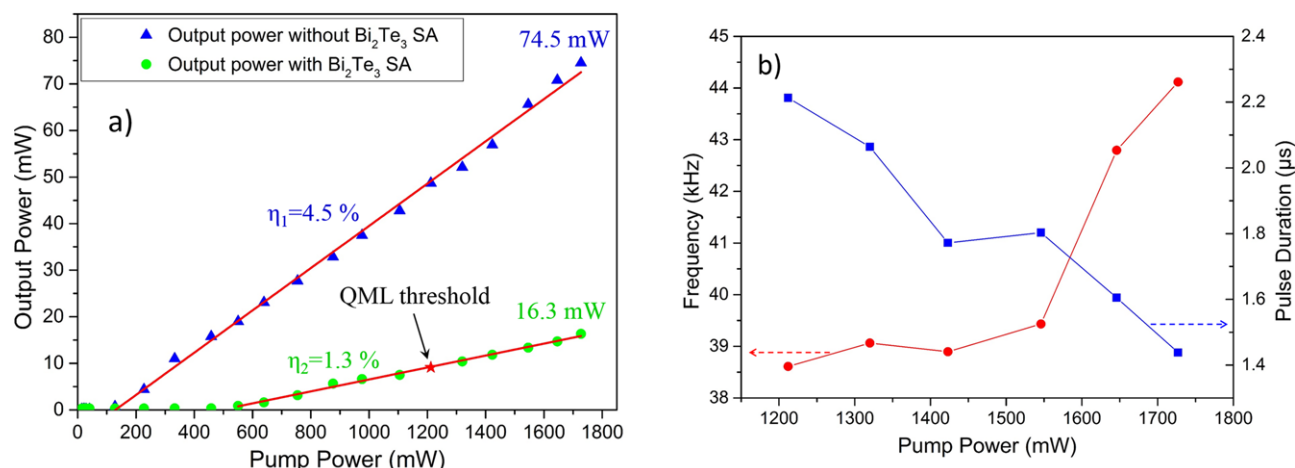 Output power without Bi₂Te₃ SA
Output power with Bi₂Te₃ SA
a)
74.5 mW
η₁=4.5 %
QML threshold
16.3 mW
η₂=1.3 %
Output Power (mW)
85
80
70
60
50
40
30
20
10
0
0 200 400 600 800 1000 1200 1400 1600 1800
Pump Power (mW)
b)
Frequency (kHz)
45
44
43
42
41
40
39
38
1200 1300 1400 1500 1600 1700
Pump Power (mW)
2.4
2.2
2.0
1.8
1.6
1.4
Pulse Duration (μs)